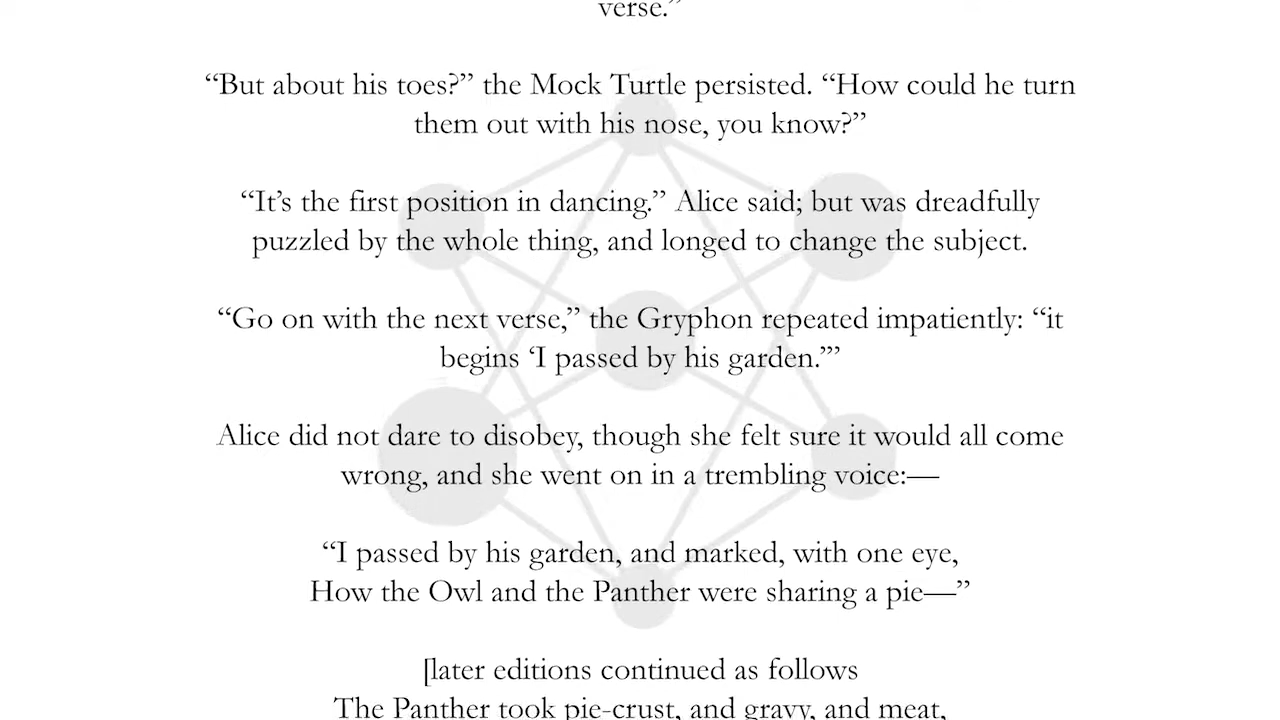 verse.”
“But about his toes?” the Mock Turtle persisted. “How could he turn
them out with his nose, you know?”
“It’s the first position in dancing.” Alice said; but was dreadfully
puzzled by the whole thing, and longed to change the subject.
“Go on with the next verse,” the Gryphon repeated impatiently: “it
begins ‘I passed by his garden.’”
Alice did not dare to disobey, though she felt sure it would all come
wrong, and she went on in a trembling voice:—
“I passed by his garden, and marked, with one eye,
How the Owl and the Panther were sharing a pie—”
[later editions continued as follows
The Panther took pie-crust, and gravy, and meat,